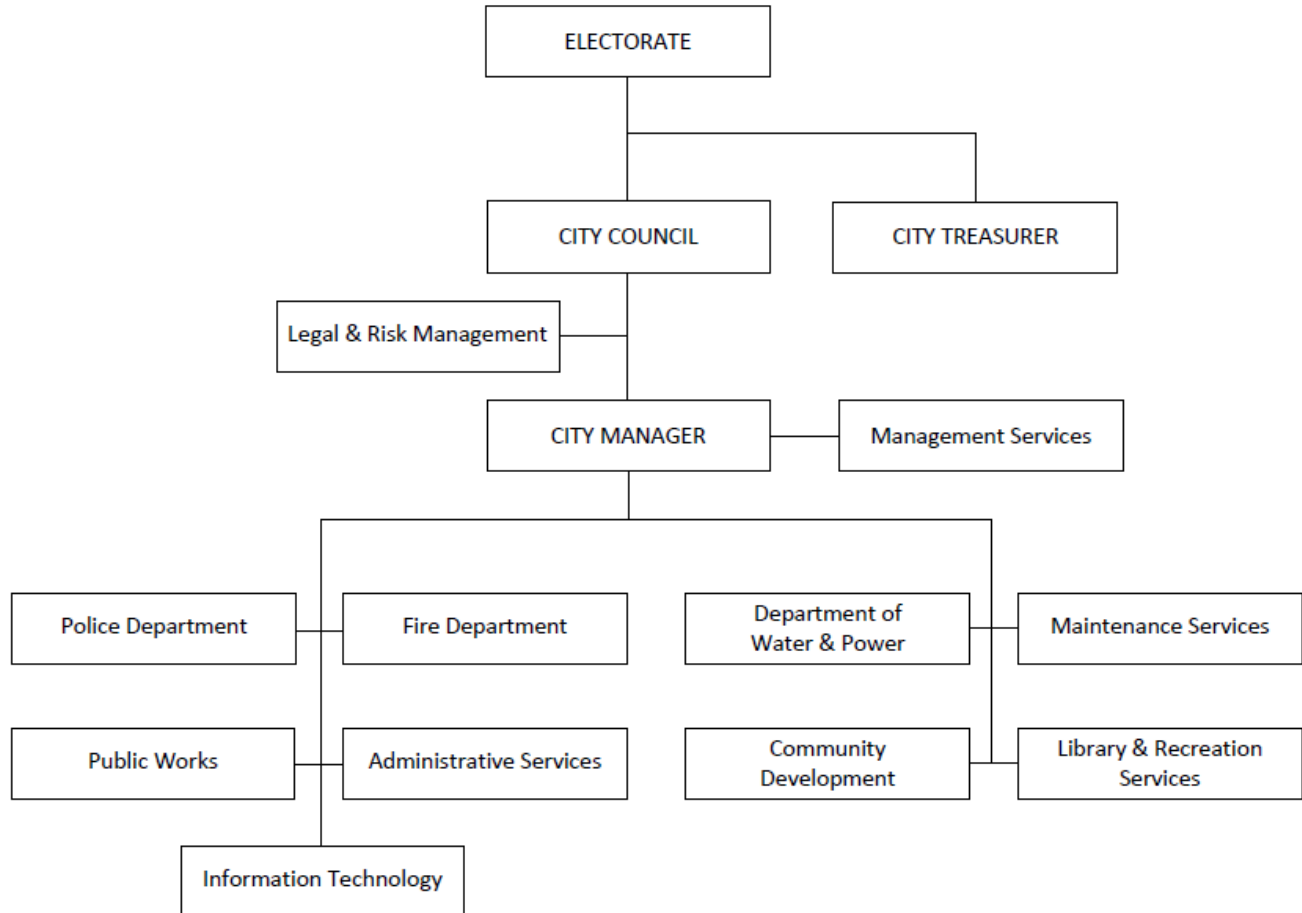 ELECTORATE
CITY COUNCIL
CITY TREASURER
Legal & Risk Management
CITY MANAGER
Management Services
Police Department
Fire Department
Department of
Water & Power
Maintenance Services
Public Works
Administrative Services
Community
Development
Library & Recreation
Services
Information Technology